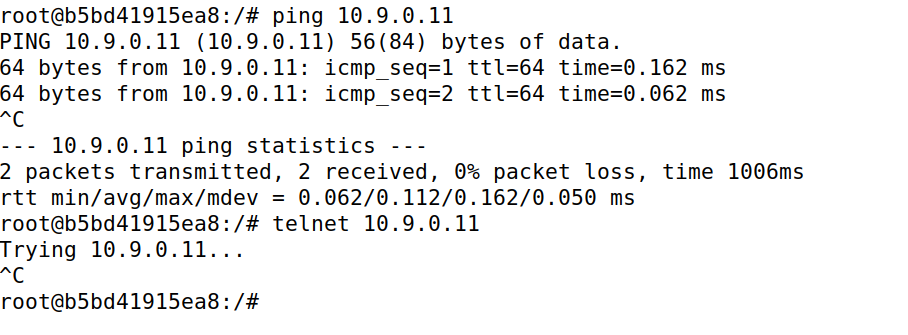 root@b5bd41915ea8:/# ping 10.9.0.11
PING 10.9.0.11 (10.9.0.11) 56(84) bytes of data.
64 bytes from 10.9.0.11: icmp_seq=1 ttl=64 time=0.162 ms
64 bytes from 10.9.0.11: icmp_seq=2 ttl=64 time=0.062 ms
^C
--- 10.9.0.11 ping statistics ---
2 packets transmitted, 2 received, 0% packet loss, time 1006ms
rtt min/avg/max/mdev = 0.062/0.112/0.162/0.050 ms
root@b5bd41915ea8:/# telnet 10.9.0.11
Trying 10.9.0.11...
^C
root@b5bd41915ea8:/#